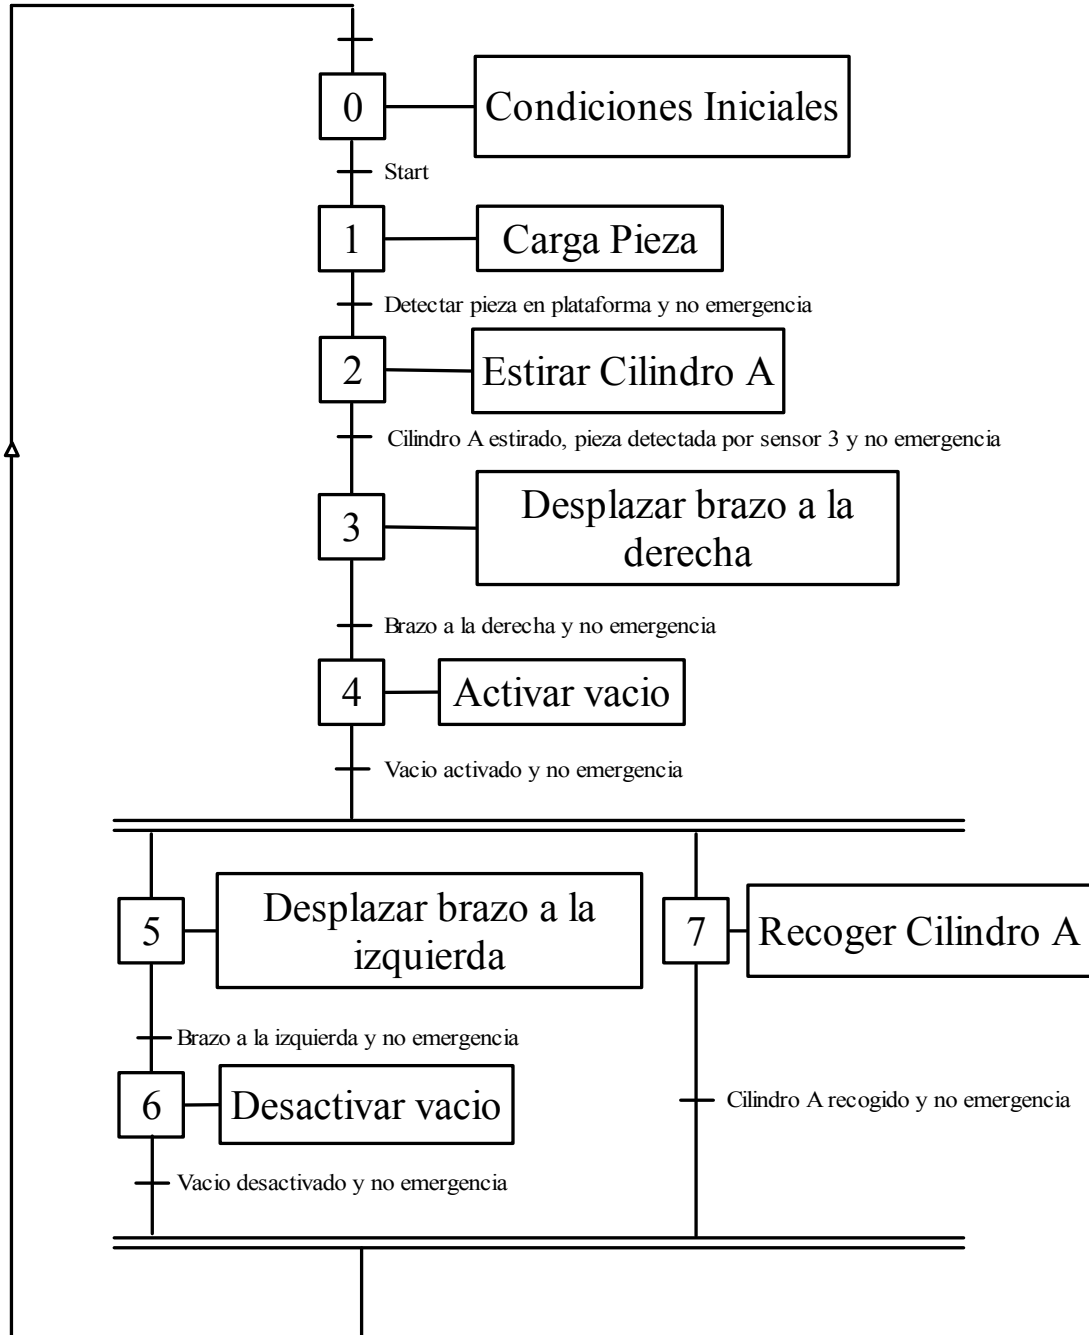 0
Condiciones Iniciales
Start
1
Carga Pieza
Detectar pieza en plataforma y no emergencia
2
Estirar Cilindro A
Cilindro A estirado, pieza detectada por sensor 3 y no emergencia
3
Desplazar brazo a la
derecha
Brazo a la derecha y no emergencia
4
Activar vacio
Vacio activado y no emergencia
5
Desplazar brazo a la
izquierda
7
Recoger Cilindro A
Brazo a la izquierda y no emergencia
6
Desactivar vacio
Cilindro A recogido y no emergencia
Vacio desactivado y no emergencia